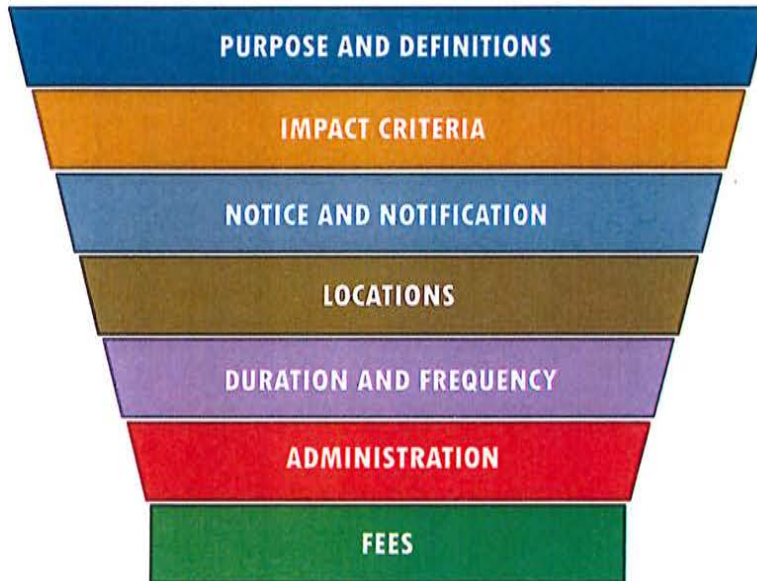 PURPOSE AND DEFINITIONS
IMPACT CRITERIA
NOTICE AND NOTIFICATION
LOCATIONS
DURATION AND FREQUENCY
ADMINISTRATION
FEES